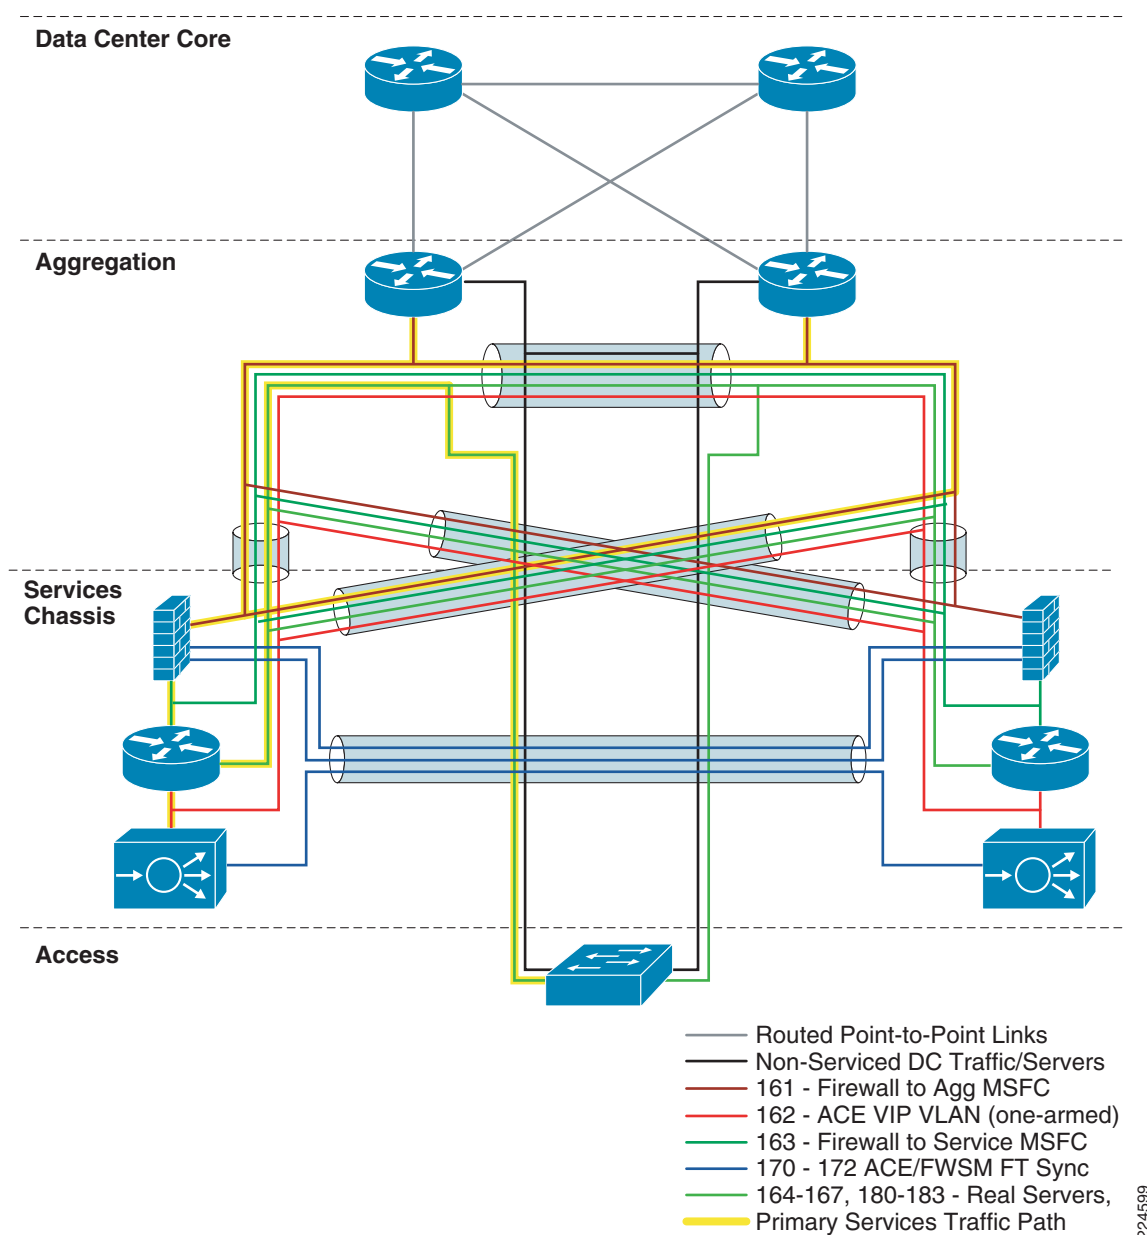 Data Center Core
Aggregation
Services
Chassis
Access
Routed Point-to-Point Links
Non-Serviced DC Traffic/Servers
161 - Firewall to Agg MSFC
162 - ACE VIP VLAN (one-armed)
163 - Firewall to Service MSFC
170 - 172 ACE/FWSM FT Sync
164-167, 180-183 - Real Servers,
Primary Services Traffic Path
224599